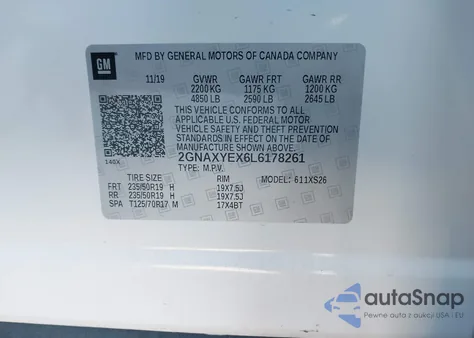 GM
MFD BY GENERAL MOTORS OF CANADA COMPANY
11/19 GVWR GAWR FRT GAWR RR
2200 KG 1175 KG 1200 KG
4850 LB 2590 LB 2645 LB
THIS VEHICLE CONFORMS TO ALL
APPLICABLE U.S. FEDERAL MOTOR
VEHICLE SAFETY AND THEFT PREVENTION
STANDARDS IN EFFECT ON THE DATE OF
MANUFACTURE SHOWN ABOVE.
2GNAXYEX6L6178261
140X TYPE: M.P.V.
TIRE SIZE RIM MODEL: 611XS26
FRT 235/50R19 H 19X7.5J
RR 235/50R19 H 19X7.5J
SPA T125/70R17 M 17X4BT
autoSnap
Pewne auta z aukcji USA i EU